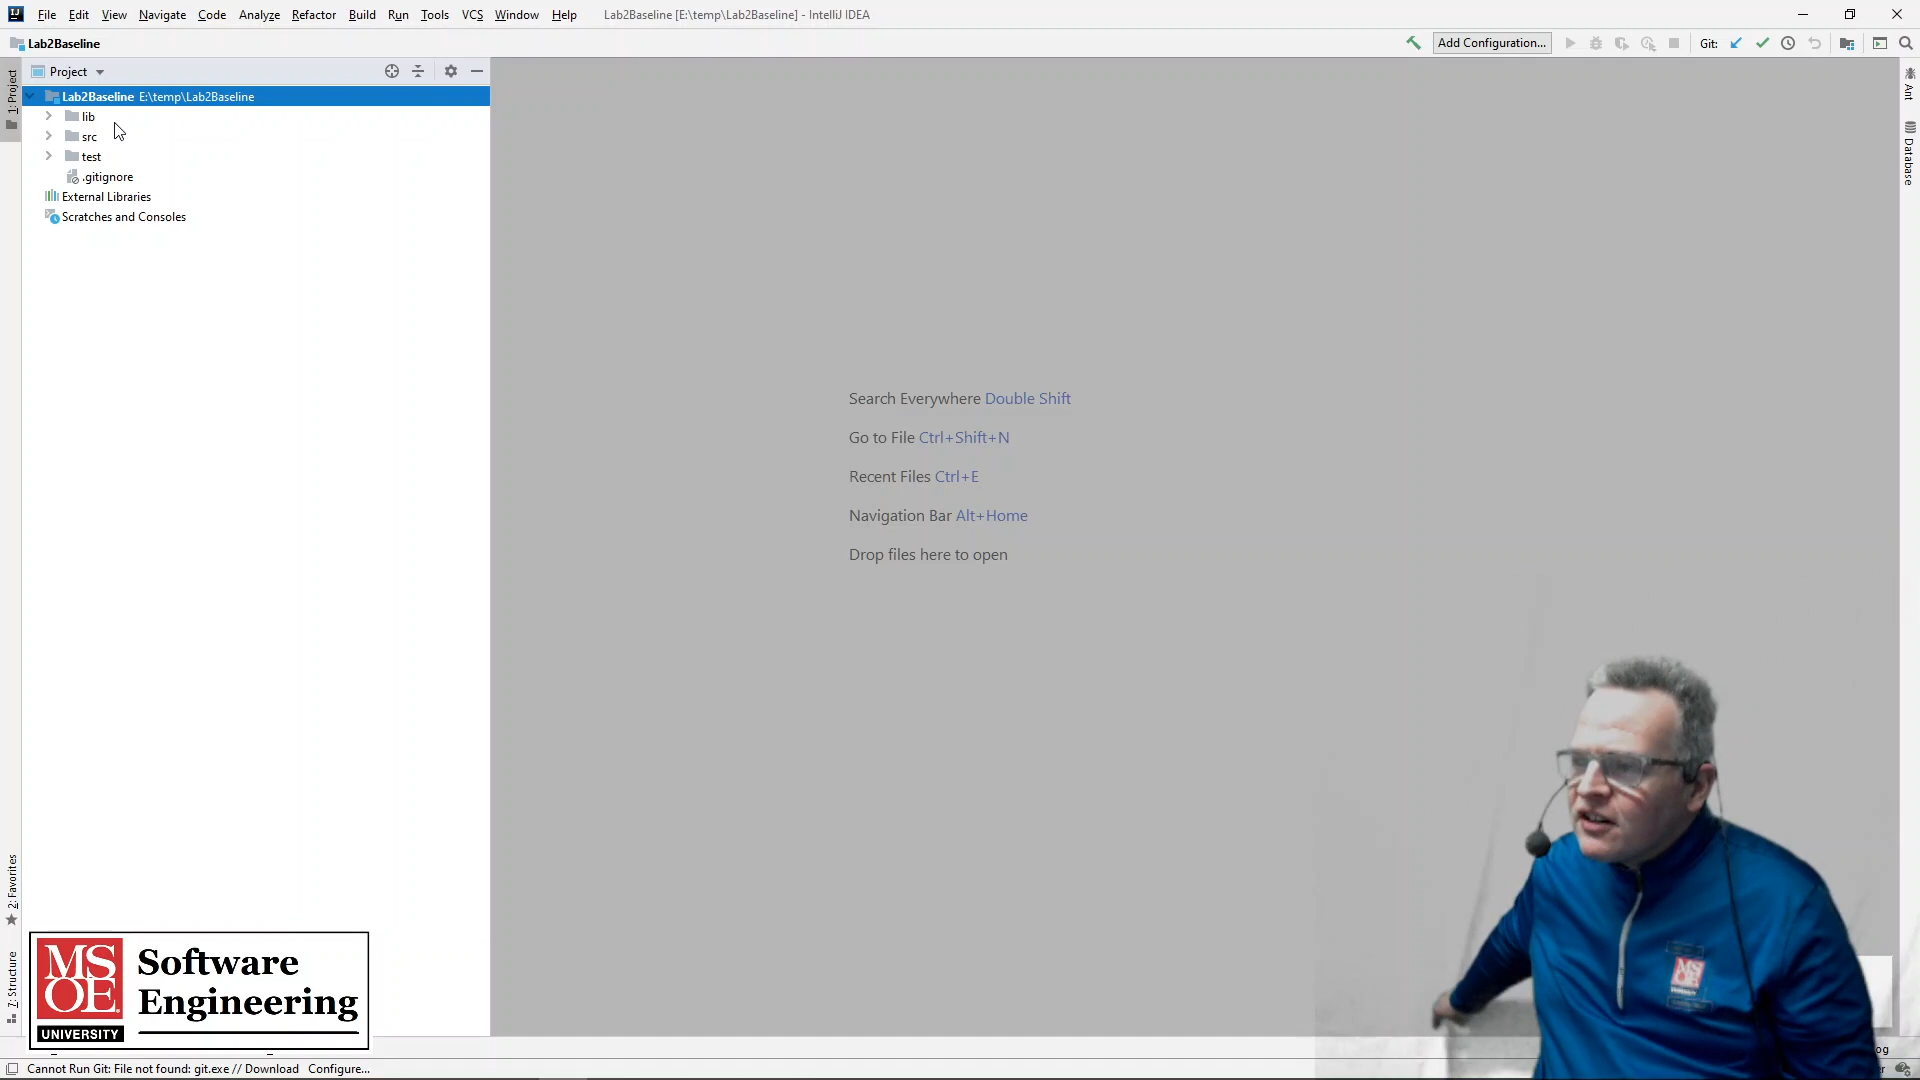 File Edit View Navigate Code Analyze Refactor Build Run Tools VCS Window Help Lab2Baseline [E:\temp\Lab2Baseline] - IntelliJ IDEA
Lab2Baseline
Add Configuration...
Git:
1: Project
Project
Lab2Baseline E:\temp\Lab2Baseline
lib
src
test
.gitignore
External Libraries
Scratches and Consoles
Ant
Database
Search Everywhere Double Shift
Go to File Ctrl+Shift+N
Recent Files Ctrl+E
Navigation Bar Alt+Home
Drop files here to open
2: Favorites
7: Structure
MS
OE
UNIVERSITY
Software
Engineering
MS
OE
Cannot Run Git: File not found: git.exe // Download Configure...